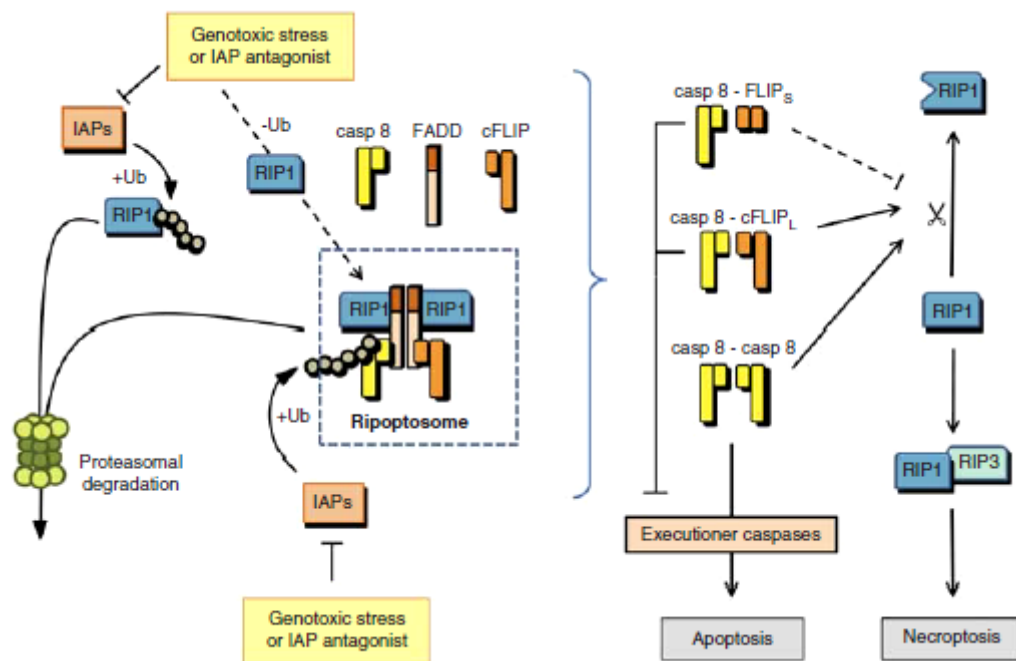 Genotoxic stress
or IAP antagonist
IAPs
+Ub
RIP1
-Ub
RIP1
casp 8
FADD
cFLIP
RIP1
RIP1
+Ub
Ripoptosome
IAPs
Proteasomal
degradation
Genotoxic stress
or IAP antagonist
casp 8 - FLIPS
casp 8 - cFLIPL
casp 8 - casp 8
Executioner caspases
Apoptosis
RIP1
RIP1
RIP1
RIP3
Necroptosis